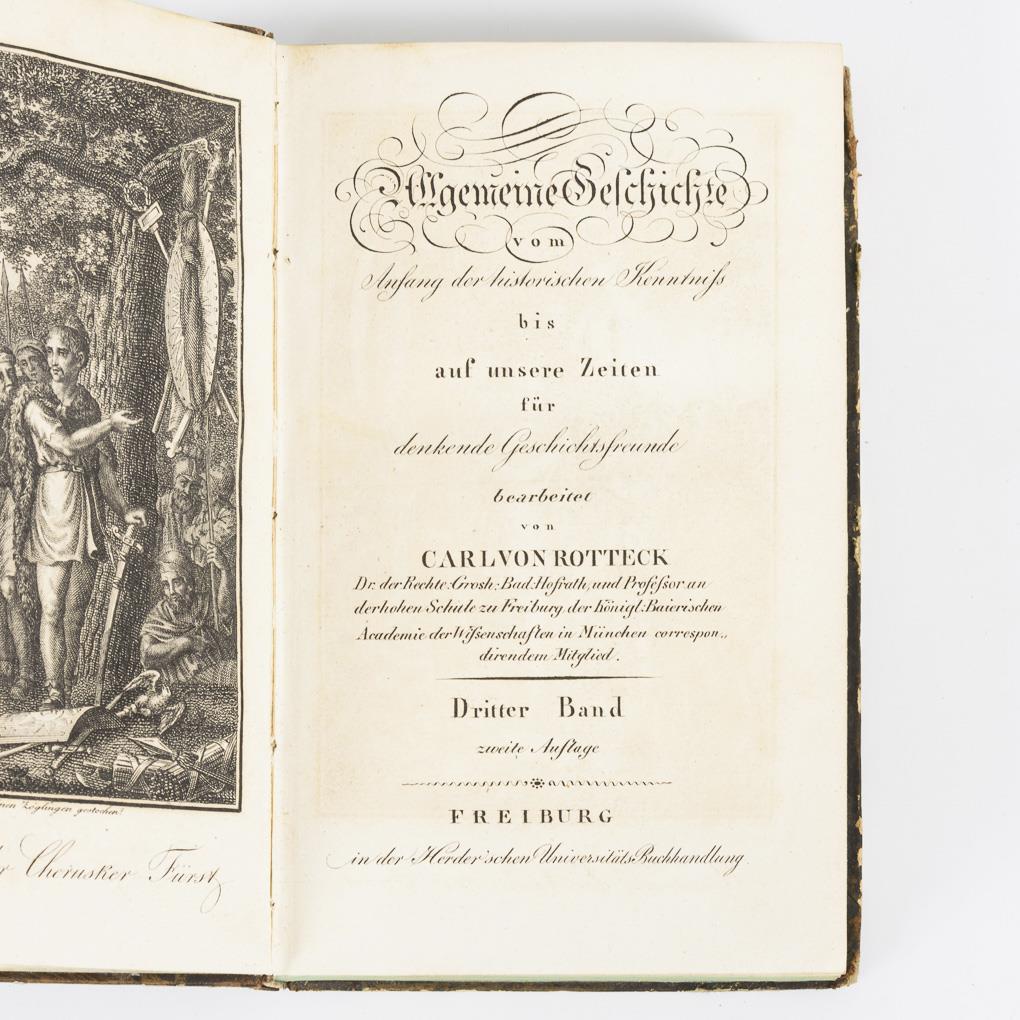 nen Zöglingen gestochen.
r Cherusker Fürst
Allgemeine Geschichte
vom
Anfang der historischen Kenntniß
bis
auf unsere Zeiten
für
denkende Geschichtsfreunde
bearbeitet
von
CARL VON ROTTECK
Dr. der Rechte, Grosh: Bad: Hofrath, und Professor an
der hohen Schule zu Freiburg, der Königl: Baierischen
Academie der Wissenschaften in München correspon„
direndem Mitglied.
Dritter Band
zweite Auflage
FREIBURG
in der Herder'schen Universitäts Buchhandlung.